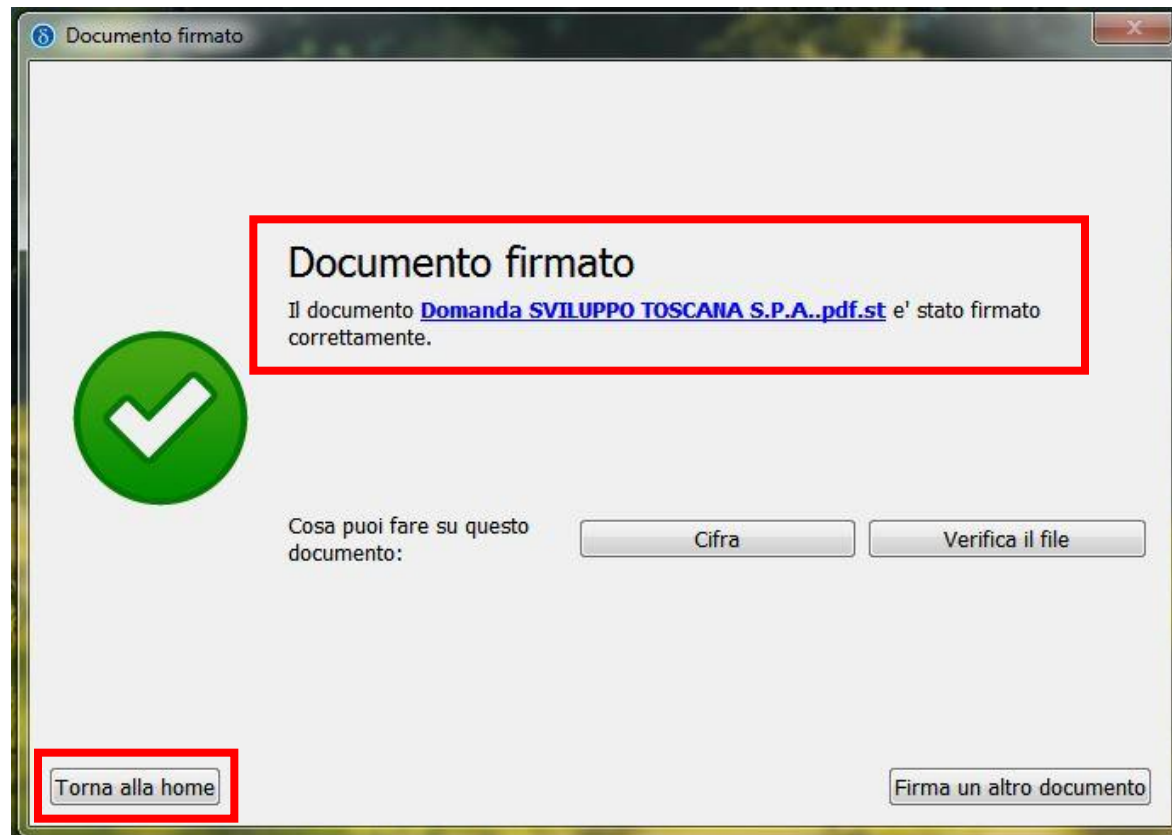 Documento firmato
Documento firmato
Il documento Domanda SVILUPPO TOSCANA S.P.A..pdf.st e' stato firmato
correttamente.
Cosa puoi fare su questo
documento:
Cifra
Verifica il file
Torna alla home
Firma un altro documento